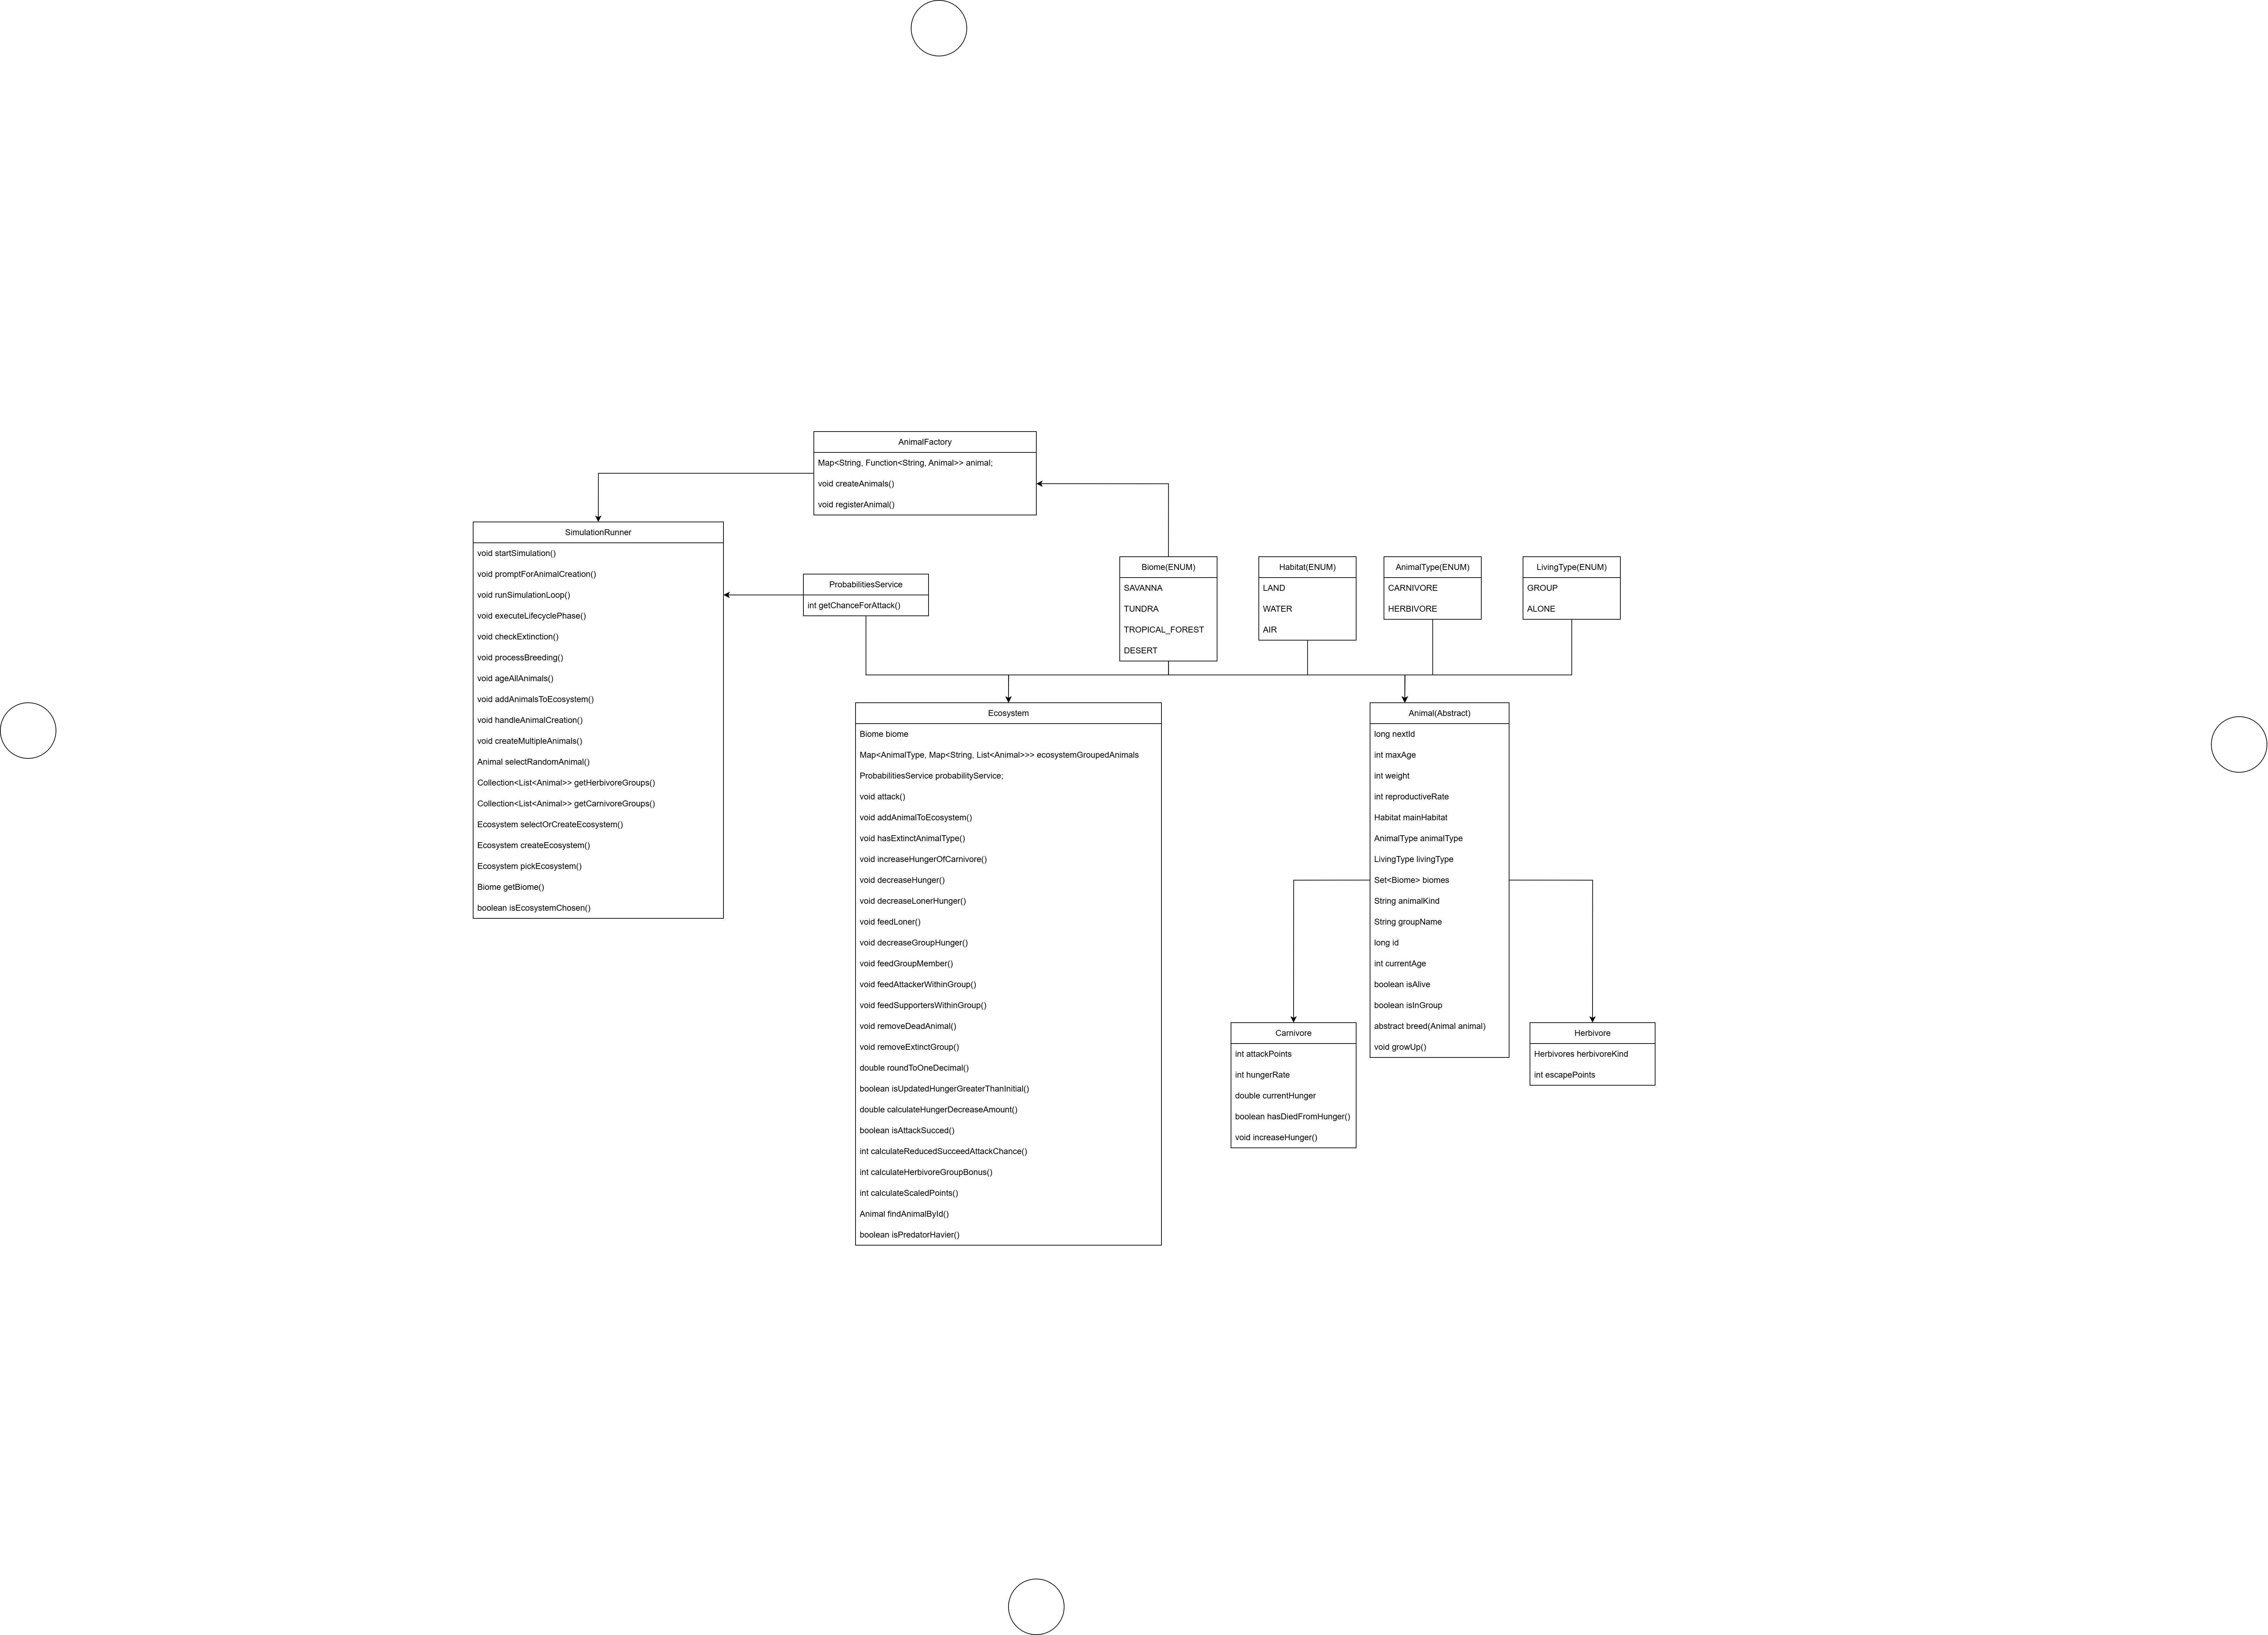 AnimalFactory
Map<String, Function<String, Animal>> animal;
void createAnimals()
void registerAnimal()
SimulationRunner
void startSimulation()
void promptForAnimalCreation()
void runSimulationLoop()
void executeLifecyclePhase()
void checkExtinction()
void processBreeding()
void ageAllAnimals()
void addAnimalsToEcosystem()
void handleAnimalCreation()
void createMultipleAnimals()
Animal selectRandomAnimal()
Collection<List<Animal>> getHerbivoreGroups()
Collection<List<Animal>> getCarnivoreGroups()
Ecosystem selectOrCreateEcosystem()
Ecosystem createEcosystem()
Ecosystem pickEcosystem()
Biome getBiome()
boolean isEcosystemChosen()
ProbabilitiesService
int getChanceForAttack()
Biome(ENUM)
SAVANNA
TUNDRA
TROPICAL_FOREST
DESERT
Habitat(ENUM)
LAND
WATER
AIR
AnimalType(ENUM)
CARNIVORE
HERBIVORE
LivingType(ENUM)
GROUP
ALONE
Ecosystem
Biome biome
Map<AnimalType, Map<String, List<Animal>>> ecosystemGroupedAnimals
ProbabilitiesService probabilityService;
void attack()
void addAnimalToEcosystem()
void hasExtinctAnimalType()
void increaseHungerOfCarnivore()
void decreaseHunger()
void decreaseLonerHunger()
void feedLoner()
void decreaseGroupHunger()
void feedGroupMember()
void feedAttackerWithinGroup()
void feedSupportersWithinGroup()
void removeDeadAnimal()
void removeExtinctGroup()
double roundToOneDecimal()
boolean isUpdatedHungerGreaterThanInitial()
double calculateHungerDecreaseAmount()
boolean isAttackSucced()
int calculateReducedSucceedAttackChance()
int calculateHerbivoreGroupBonus()
int calculateScaledPoints()
Animal findAnimalById()
boolean isPredatorHavier()
Animal(Abstract)
long nextId
int maxAge
int weight
int reproductiveRate
Habitat mainHabitat
AnimalType animalType
LivingType livingType
Set<Biome> biomes
String animalKind
String groupName
long id
int currentAge
boolean isAlive
boolean isInGroup
abstract breed(Animal animal)
void growUp()
Carnivore
int attackPoints
int hungerRate
double currentHunger
boolean hasDiedFromHunger()
void increaseHunger()
Herbivore
Herbivores herbivoreKind
int escapePoints